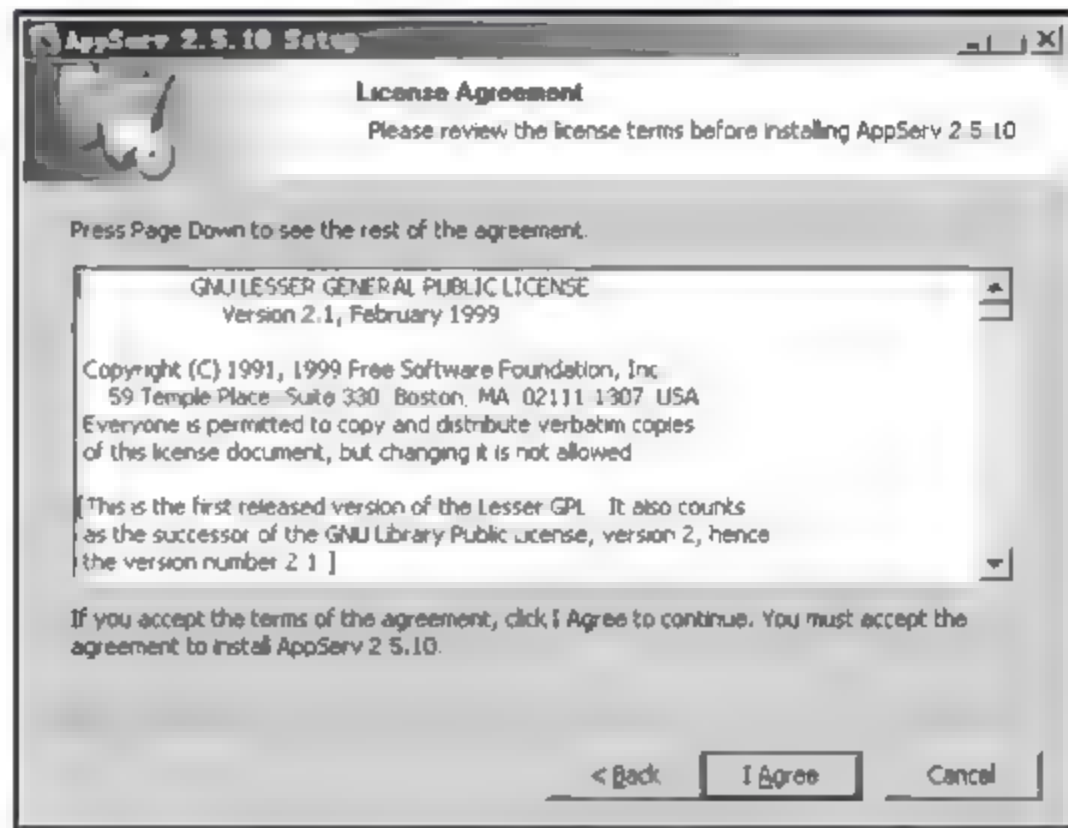 AppServ 2.5.10 Setup
License Agreement
Please review the license terms before installing AppServ 2 5 10
Press Page Down to see the rest of the agreement.
GNU LESSER GENERAL PUBLIC LICENSE
Version 2.1, February 1999
Copyright (C) 1991, 1999 Free Software Foundation, Inc
59 Temple Place Suite 330 Boston, MA 02111 1307 USA
Everyone is permitted to copy and distribute verbatim copies
of this license document, but changing it is not allowed
[This is the first released version of the Lesser GPL It also counts
as the successor of the GNU Library Public License, version 2, hence
the version number 2 1 ]
If you accept the terms of the agreement, click I Agree to continue. You must accept the
agreement to install AppServ 2 5.10.
< Back
I Agree
Cancel